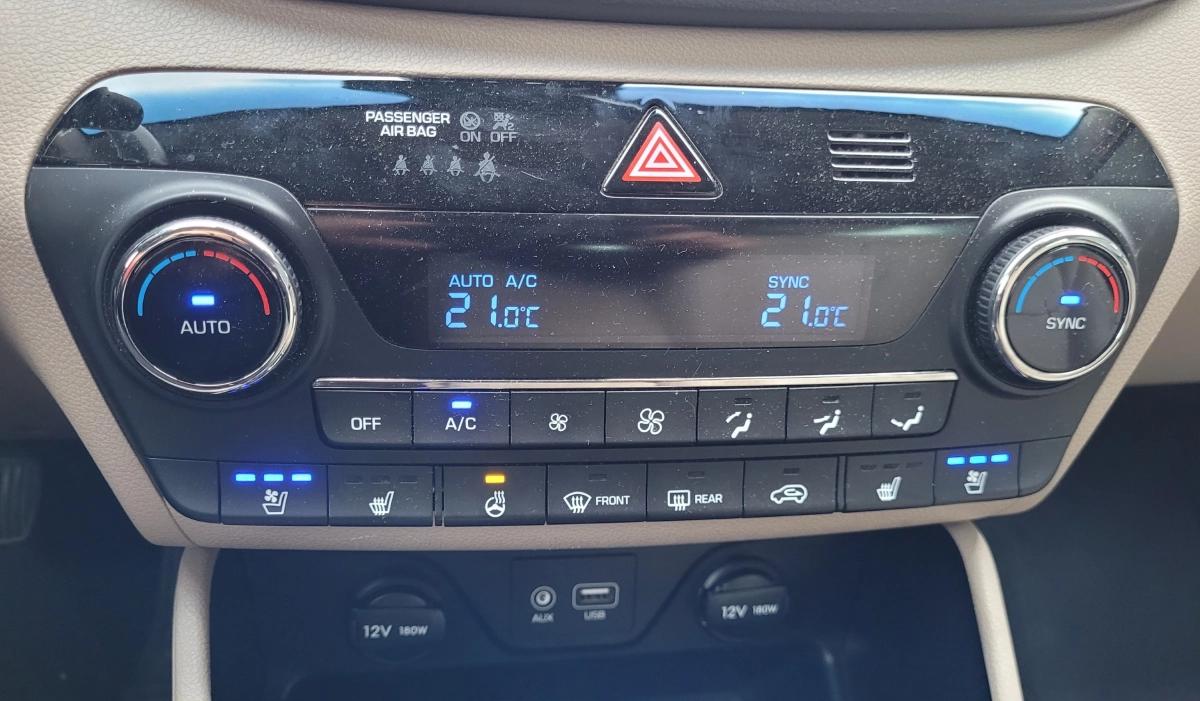 PASSENGER
AIR BAG
ON OFF
2
AUTO A/C
21.0°C
SYNC
21.0°C
AUTO
SYNC
OFF
A/C
FRONT
REAR
12V 180W
AUX
USB
12V 180W